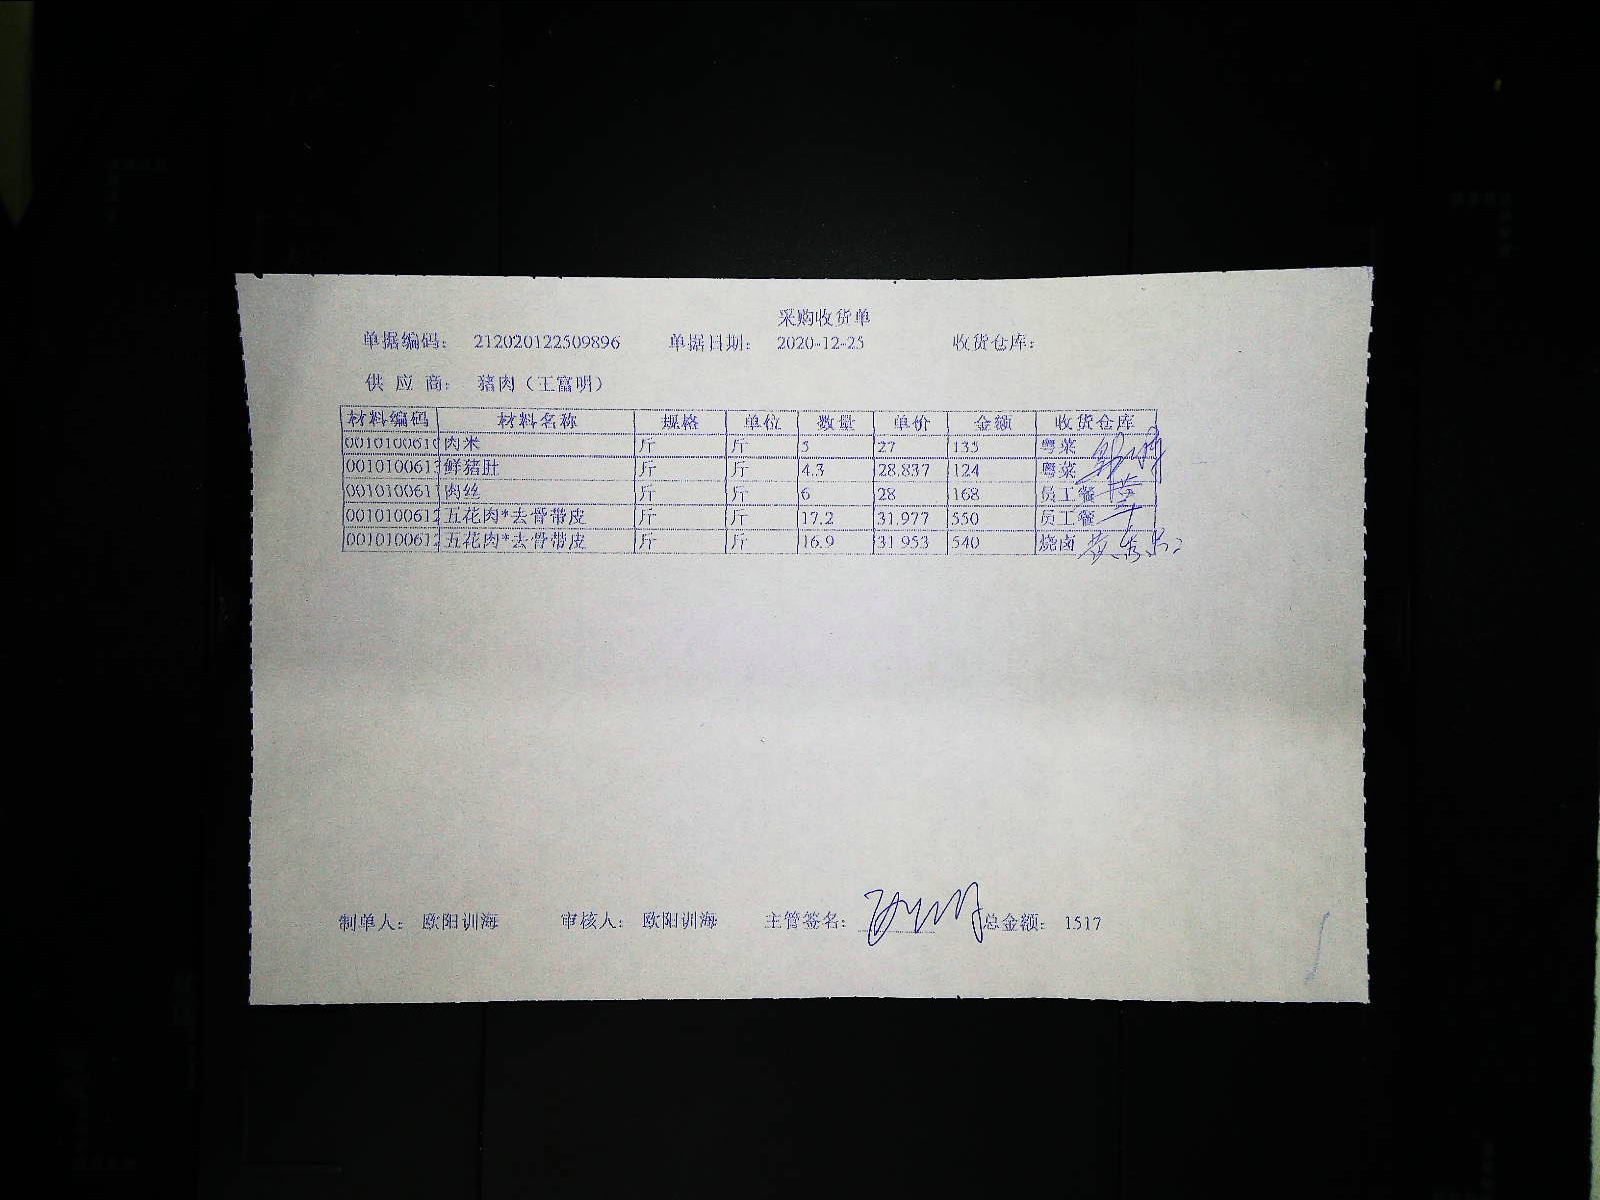 采购收货单
单据编码： 212020122509896 单据日期： 2020-12-25 收货仓库：
供 应 商： 猪肉（王富明）
材料编码 材料名称 规格 单位 数量 单价 金额 收货仓库
0010100610 肉米 斤 斤 5 27 135 粤菜
0010100613 鲜猪肚 斤 斤 4.3 28.837 124 粤菜
0010100611 肉丝 斤 斤 6 28 168 员工餐
0010100612 五花肉*去骨带皮 斤 斤 17.2 31.977 550 员工餐
0010100612 五花肉*去骨带皮 斤 斤 16.9 31.953 540 烧卤
制单人： 欧阳训海 审核人： 欧阳训海 主管签名： 总金额： 1517